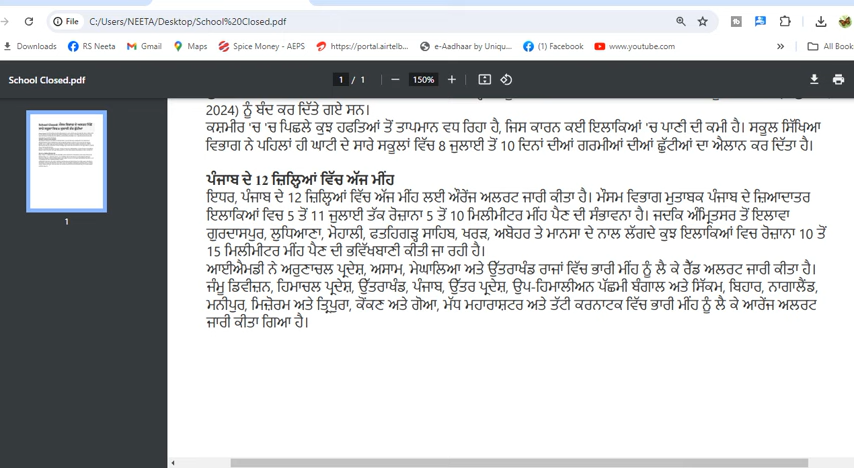 File
C:/Users/NEETA/Desktop/School%20Closed.pdf
Downloads
RS Neeta
Gmail
Maps
Spice Money - AEPS
https://portal.airtelb...
e-Aadhaar by Uniqu...
(1) Facebook
www.youtube.com
All Book
School Closed.pdf
1 / 1
150%
1
2024) ਨੂੰ ਬੰਦ ਕਰ ਦਿੱਤੇ ਗਏ ਸਨ।
ਕਸ਼ਮੀਰ 'ਚ 'ਚ ਪਿਛਲੇ ਕੁਝ ਹਫਤਿਆਂ ਤੋਂ ਤਾਪਮਾਨ ਵਧ ਰਿਹਾ ਹੈ, ਜਿਸ ਕਾਰਨ ਕਈ ਇਲਾਕਿਆਂ 'ਚ ਪਾਣੀ ਦੀ ਕਮੀ ਹੈ। ਸਕੂਲ ਸਿੱਖਿਆ
ਵਿਭਾਗ ਨੇ ਪਹਿਲਾਂ ਹੀ ਘਾਟੀ ਦੇ ਸਾਰੇ ਸਕੂਲਾਂ ਵਿੱਚ 8 ਜੁਲਾਈ ਤੋਂ 10 ਦਿਨਾਂ ਦੀਆਂ ਗਰਮੀਆਂ ਦੀਆਂ ਛੁੱਟੀਆਂ ਦਾ ਐਲਾਨ ਕਰ ਦਿੱਤਾ ਹੈ।
ਪੰਜਾਬ ਦੇ 12 ਜ਼ਿਲ੍ਹਿਆਂ ਵਿੱਚ ਅੱਜ ਮੀਂਹ
ਇਧਰ, ਪੰਜਾਬ ਦੇ 12 ਜ਼ਿਲ੍ਹਿਆਂ ਵਿੱਚ ਅੱਜ ਮੀਂਹ ਲਈ ਔਰੇਂਜ ਅਲਰਟ ਜਾਰੀ ਕੀਤਾ ਹੈ। ਮੌਸਮ ਵਿਭਾਗ ਮੁਤਾਬਕ ਪੰਜਾਬ ਦੇ ਜ਼ਿਆਦਾਤਰ
ਇਲਾਕਿਆਂ ਵਿਚ 5 ਤੋਂ 11 ਜੁਲਾਈ ਤੱਕ ਰੋਜ਼ਾਨਾ 5 ਤੋਂ 10 ਮਿਲੀਮੀਟਰ ਮੀਂਹ ਪੈਣ ਦੀ ਸੰਭਾਵਨਾ ਹੈ। ਜਦਕਿ ਅੰਮ੍ਰਿਤਸਰ ਤੋਂ ਇਲਾਵਾ
ਗੁਰਦਾਸਪੁਰ, ਲੁਧਿਆਣਾ, ਮੋਹਾਲੀ, ਫਤਹਿਗੜ੍ਹ ਸਾਹਿਬ, ਖਰੜ, ਅਬੋਹਰ ਤੇ ਮਾਨਸਾ ਦੇ ਨਾਲ ਲੱਗਦੇ ਕੁਝ ਇਲਾਕਿਆਂ ਵਿਚ ਰੋਜ਼ਾਨਾ 10 ਤੋਂ
15 ਮਿਲੀਮੀਟਰ ਮੀਂਹ ਪੈਣ ਦੀ ਭਵਿੱਖਬਾਣੀ ਕੀਤੀ ਜਾ ਰਹੀ ਹੈ।
ਆਈਐਮਡੀ ਨੇ ਅਰੁਣਾਚਲ ਪ੍ਰਦੇਸ਼, ਅਸਾਮ, ਮੇਘਾਲਿਆ ਅਤੇ ਉੱਤਰਾਖੰਡ ਰਾਜਾਂ ਵਿੱਚ ਭਾਰੀ ਮੀਂਹ ਨੂੰ ਲੈ ਕੇ ਰੈੱਡ ਅਲਰਟ ਜਾਰੀ ਕੀਤਾ ਹੈ।
ਜੰਮੂ ਡਿਵੀਜ਼ਨ, ਹਿਮਾਚਲ ਪ੍ਰਦੇਸ਼, ਉੱਤਰਾਖੰਡ, ਪੰਜਾਬ, ਉੱਤਰ ਪ੍ਰਦੇਸ਼, ਉਪ-ਹਿਮਾਲੀਅਨ ਪੱਛਮੀ ਬੰਗਾਲ ਅਤੇ ਸਿੱਕਮ, ਬਿਹਾਰ, ਨਾਗਾਲੈਂਡ,
ਮਨੀਪੁਰ, ਮਿਜ਼ੋਰਮ ਅਤੇ ਤ੍ਰਿਪੁਰਾ, ਕੋਂਕਣ ਅਤੇ ਗੋਆ, ਮੱਧ ਮਹਾਰਾਸ਼ਟਰ ਅਤੇ ਤੱਟੀ ਕਰਨਾਟਕ ਵਿੱਚ ਭਾਰੀ ਮੀਂਹ ਨੂੰ ਲੈ ਕੇ ਆਰੇਂਜ ਅਲਰਟ
ਜਾਰੀ ਕੀਤਾ ਗਿਆ ਹੈ।